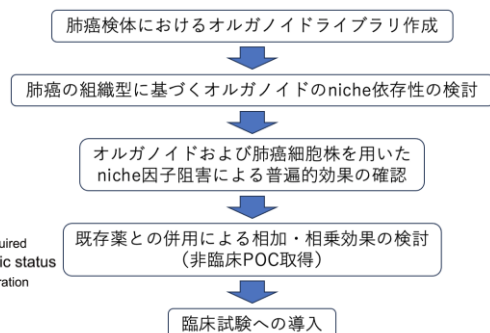 肺癌検体におけるオルガノイドライブラリ作成
肺癌の組織型に基づくオルガノイドのniche依存性の検討
オルガノイドおよび肺癌細胞株を用いた
niche因子阻害による普遍的効果の確認
既存薬との併用による相加・相乗効果の検討
（非臨床POC取得）
uired
ic status
ration
臨床試験への導入